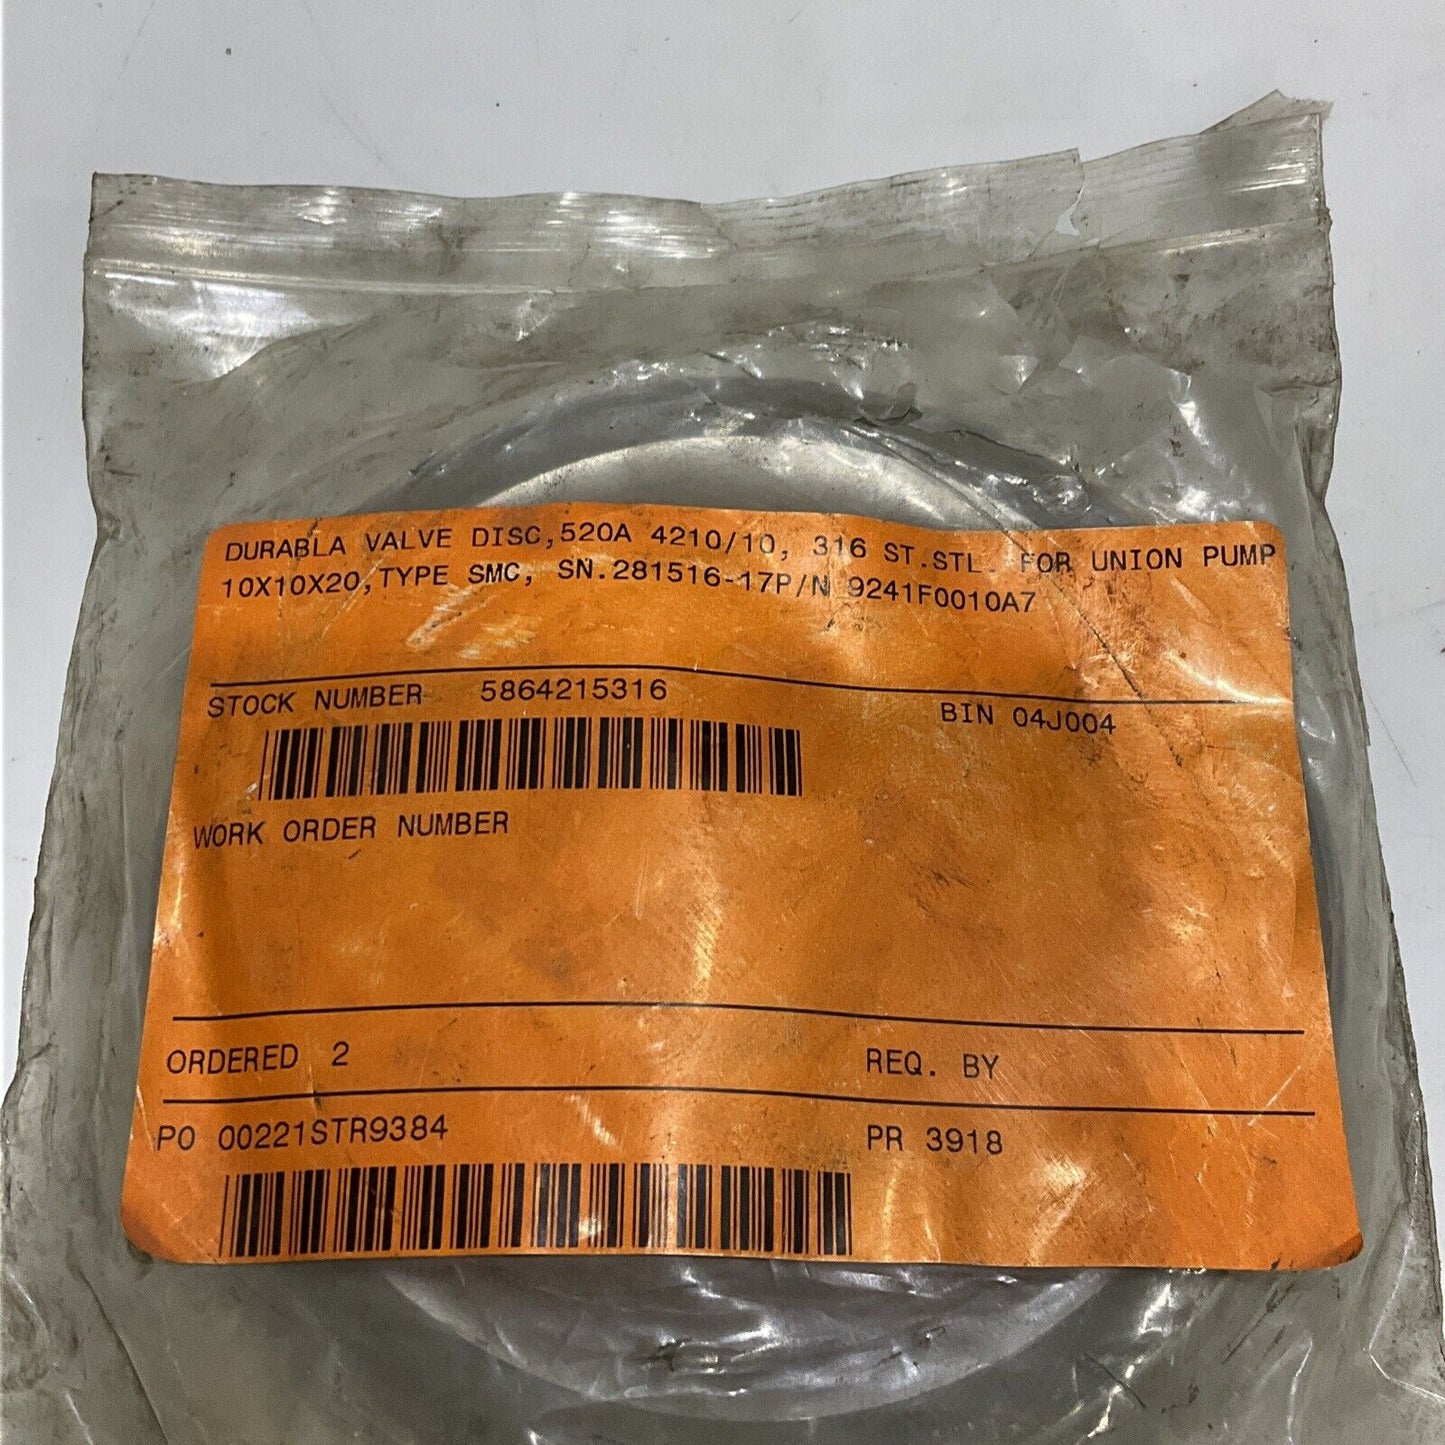 DURABLA VALVE DISC,520A 4210/10, 316 ST.STL. FOR UNION PUMP
10X10X20,TYPE SMC, SN.281516-17P/N 9241F0010A7
STOCK NUMBER 5864215316
BIN 04J004
WORK ORDER NUMBER
ORDERED 2
REQ. BY
PO 00221STR9384
PR 3918